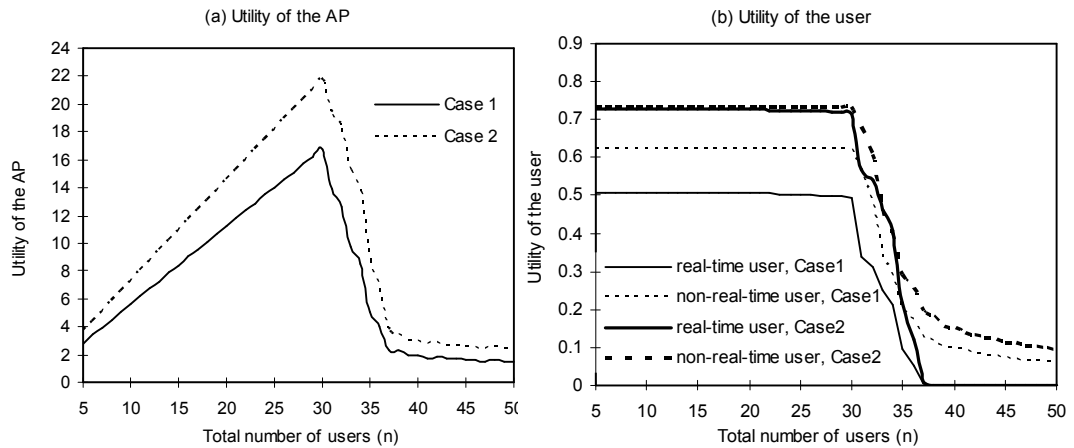 (a) Utility of the AP
24
22
20
18
16
14
12
10
8
6
4
2
0
Utility of the AP
Case 1
Case 2
5 10 15 20 25 30 35 40 45 50
Total number of users (n)
(b) Utility of the user
0.9
0.8
0.7
0.6
0.5
0.4
0.3
0.2
0.1
0
Utility of the user
real-time user, Case1
non-real-time user, Case1
real-time user, Case2
non-real-time user, Case2
5 10 15 20 25 30 35 40 45 50
Total number of users (n)